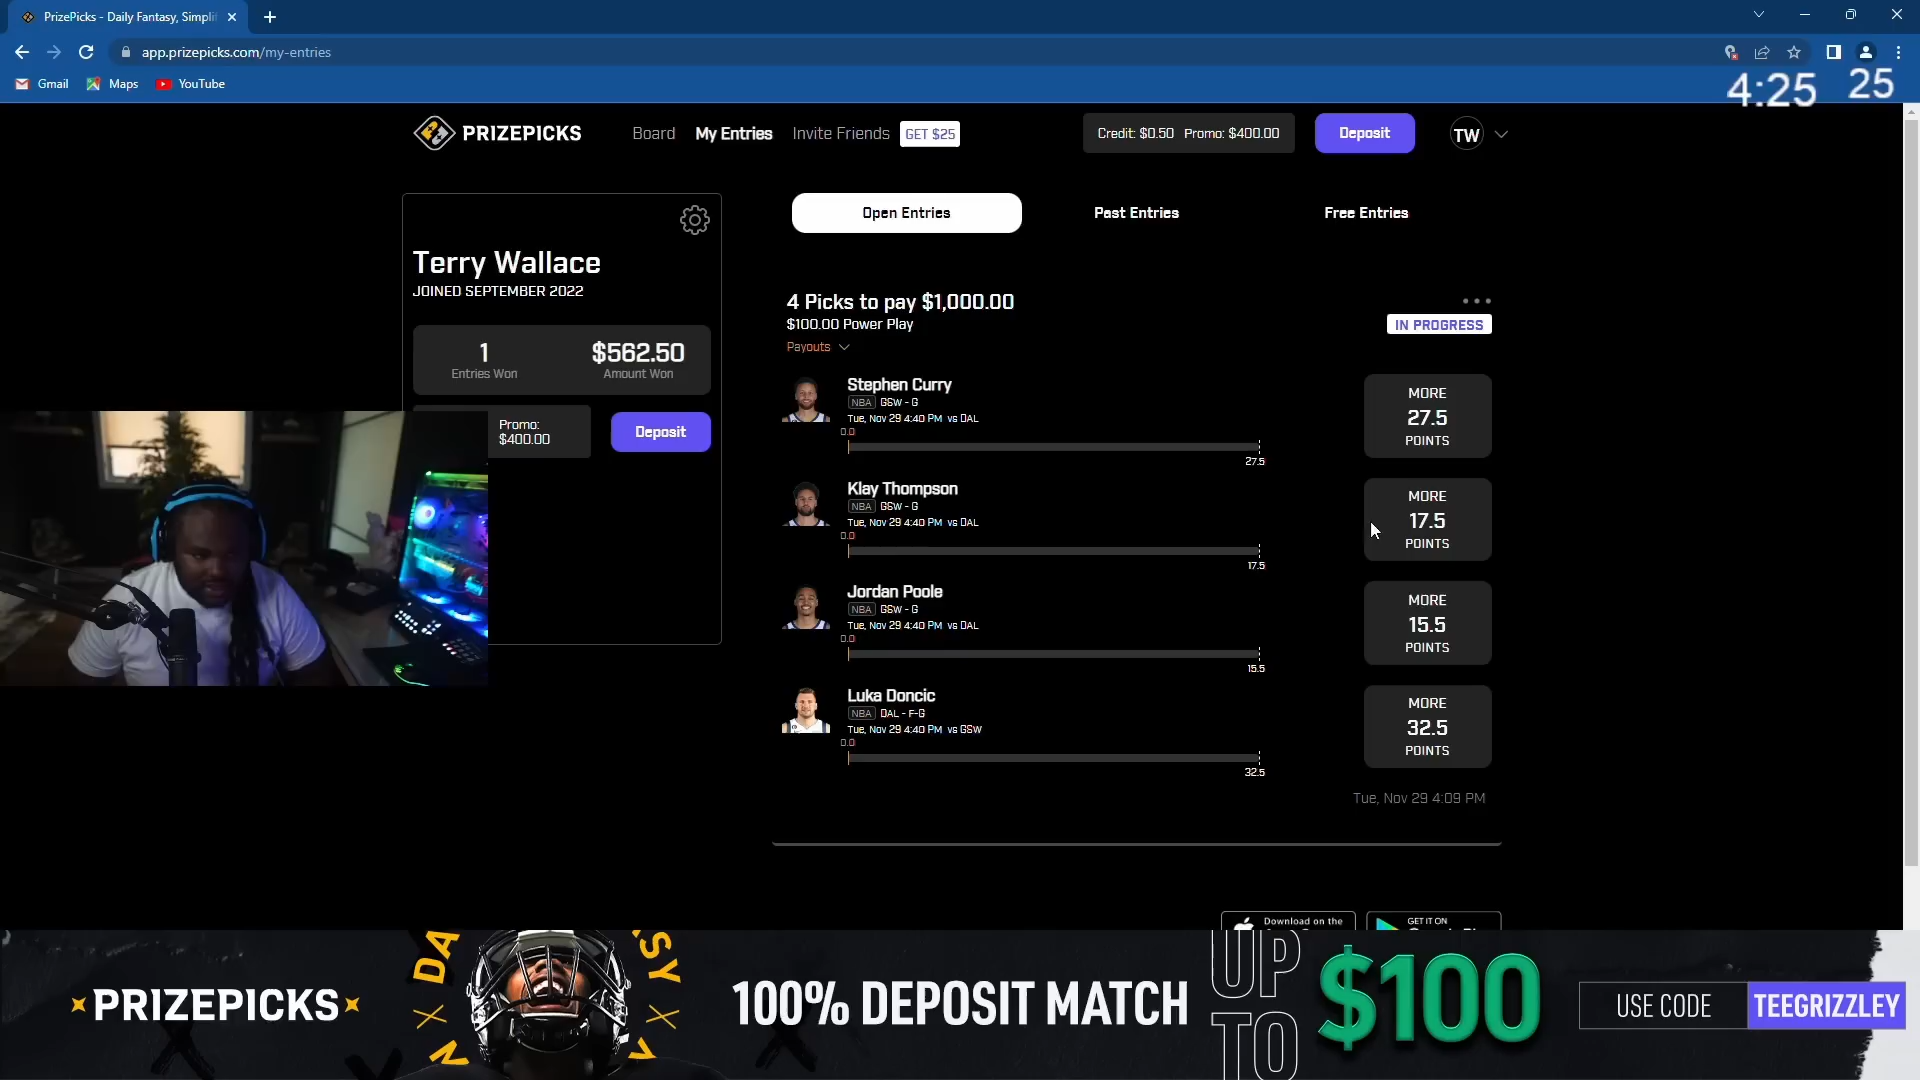 PrizePicks - Daily Fantasy, Simpli
app.prizepicks.com/my-entries
Gmail
Maps
YouTube
4:25 25
PRIZEPICKS
Board
My Entries
Invite Friends
GET $25
Credit: $0.50 Promo: $400.00
Deposit
TW
Terry Wallace
JOINED SEPTEMBER 2022
1
Entries Won
$562.50
Amount Won
Promo:
$400.00
Deposit
Open Entries
Past Entries
Free Entries
4 Picks to pay $1,000.00
$100.00 Power Play
Payouts
IN PROGRESS
Stephen Curry
NBA GSW - G
Tue, Nov 29 4:40 PM vs DAL
0.0
27.5
MORE
27.5
POINTS
Klay Thompson
NBA GSW - G
Tue, Nov 29 4:40 PM vs DAL
0.0
17.5
MORE
17.5
POINTS
Jordan Poole
NBA GSW - G
Tue, Nov 29 4:40 PM vs DAL
0.0
15.5
MORE
15.5
POINTS
Luka Doncic
NBA DAL - F-G
Tue, Nov 29 4:40 PM vs GSW
0.0
32.5
MORE
32.5
POINTS
Tue, Nov 29 4:09 PM
Download on the
GET IT ON
PRIZEPICKS
100% DEPOSIT MATCH
UP
TO
$100
USE CODE
TEEGRIZZLEY